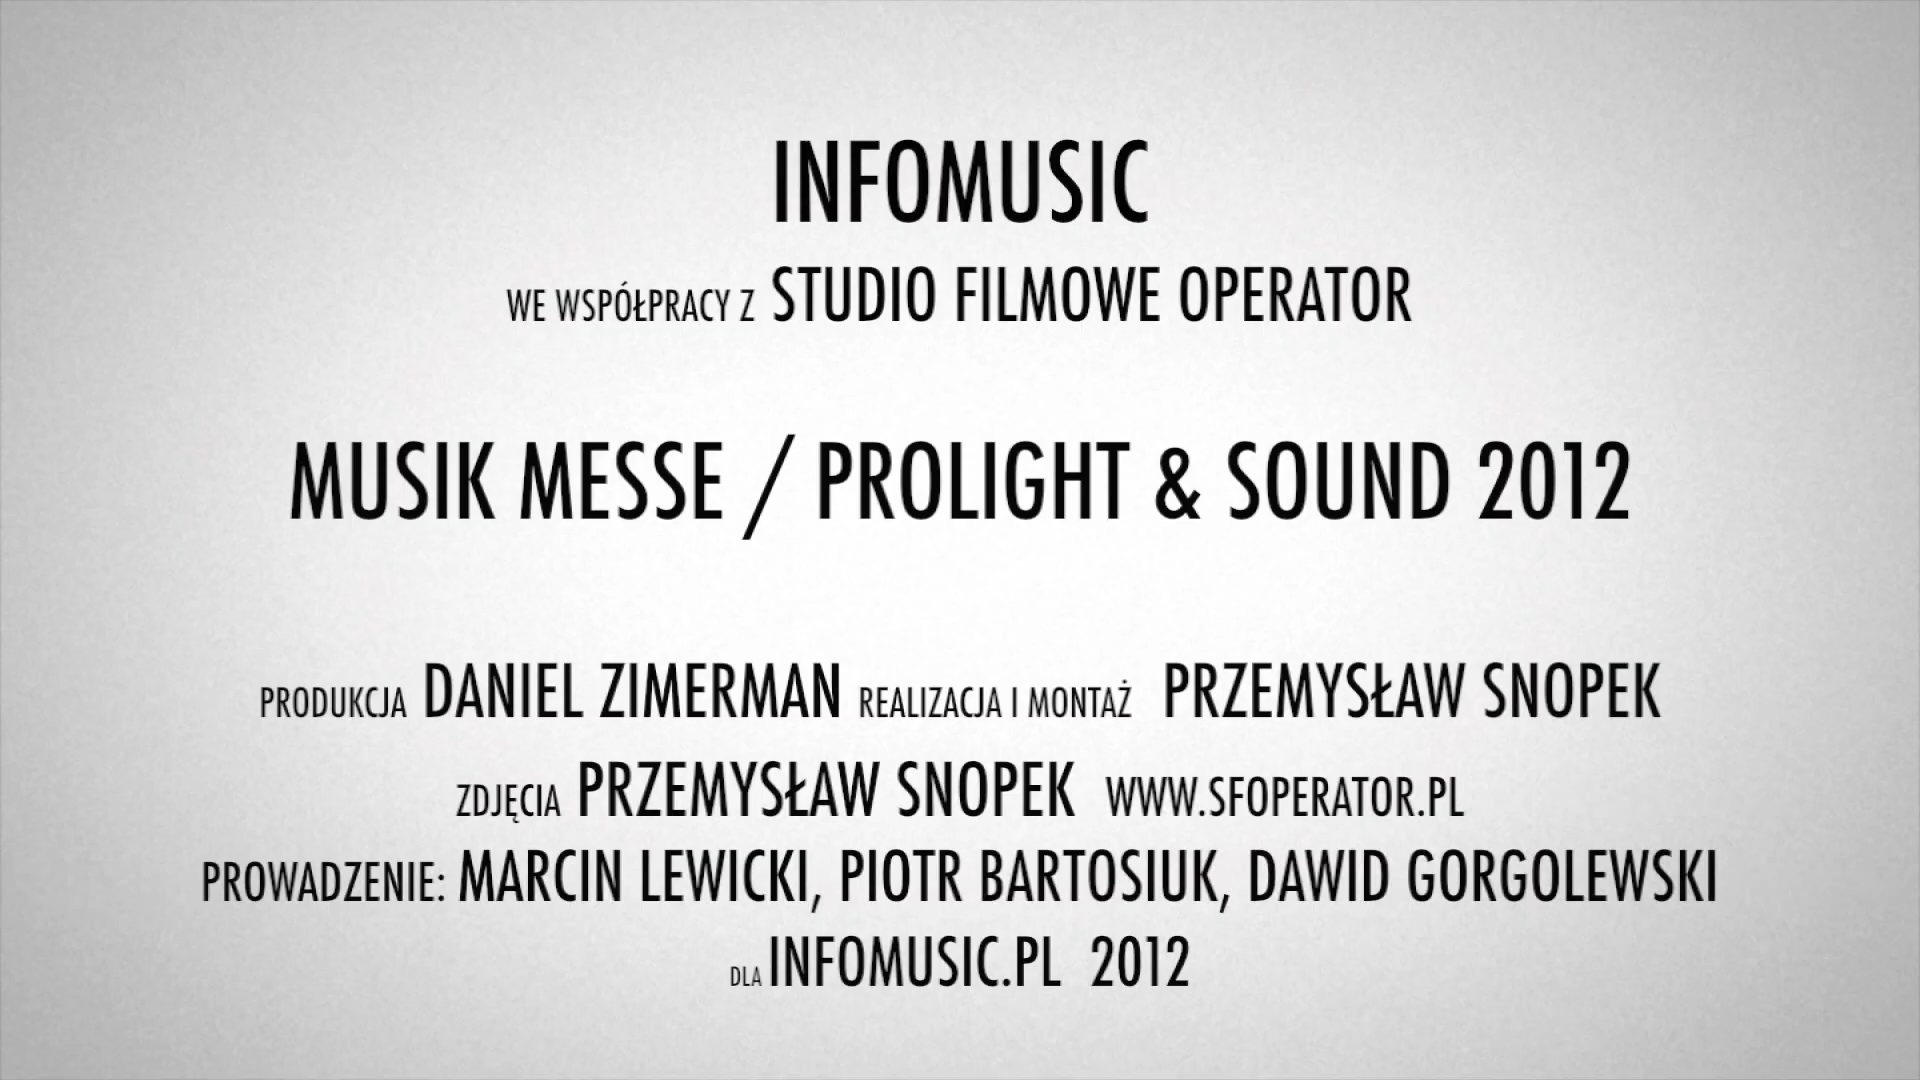 INFOMUSIC
WE WSPÓŁPRACY Z STUDIO FILMOWE OPERATOR
MUSIK MESSE / PROLIGHT & SOUND 2012
PRODUKCJA DANIEL ZIMERMAN REALIZACJA I MONTAŻ PRZEMYSŁAW SNOPEK
ZDJĘCIA PRZEMYSŁAW SNOPEK WWW.SFOPERATOR.PL
PROWADZENIE: MARCIN LEWICKI, PIOTR BARTOSIUK, DAWID GORGOLEWSKI
DLA INFOMUSIC.PL 2012